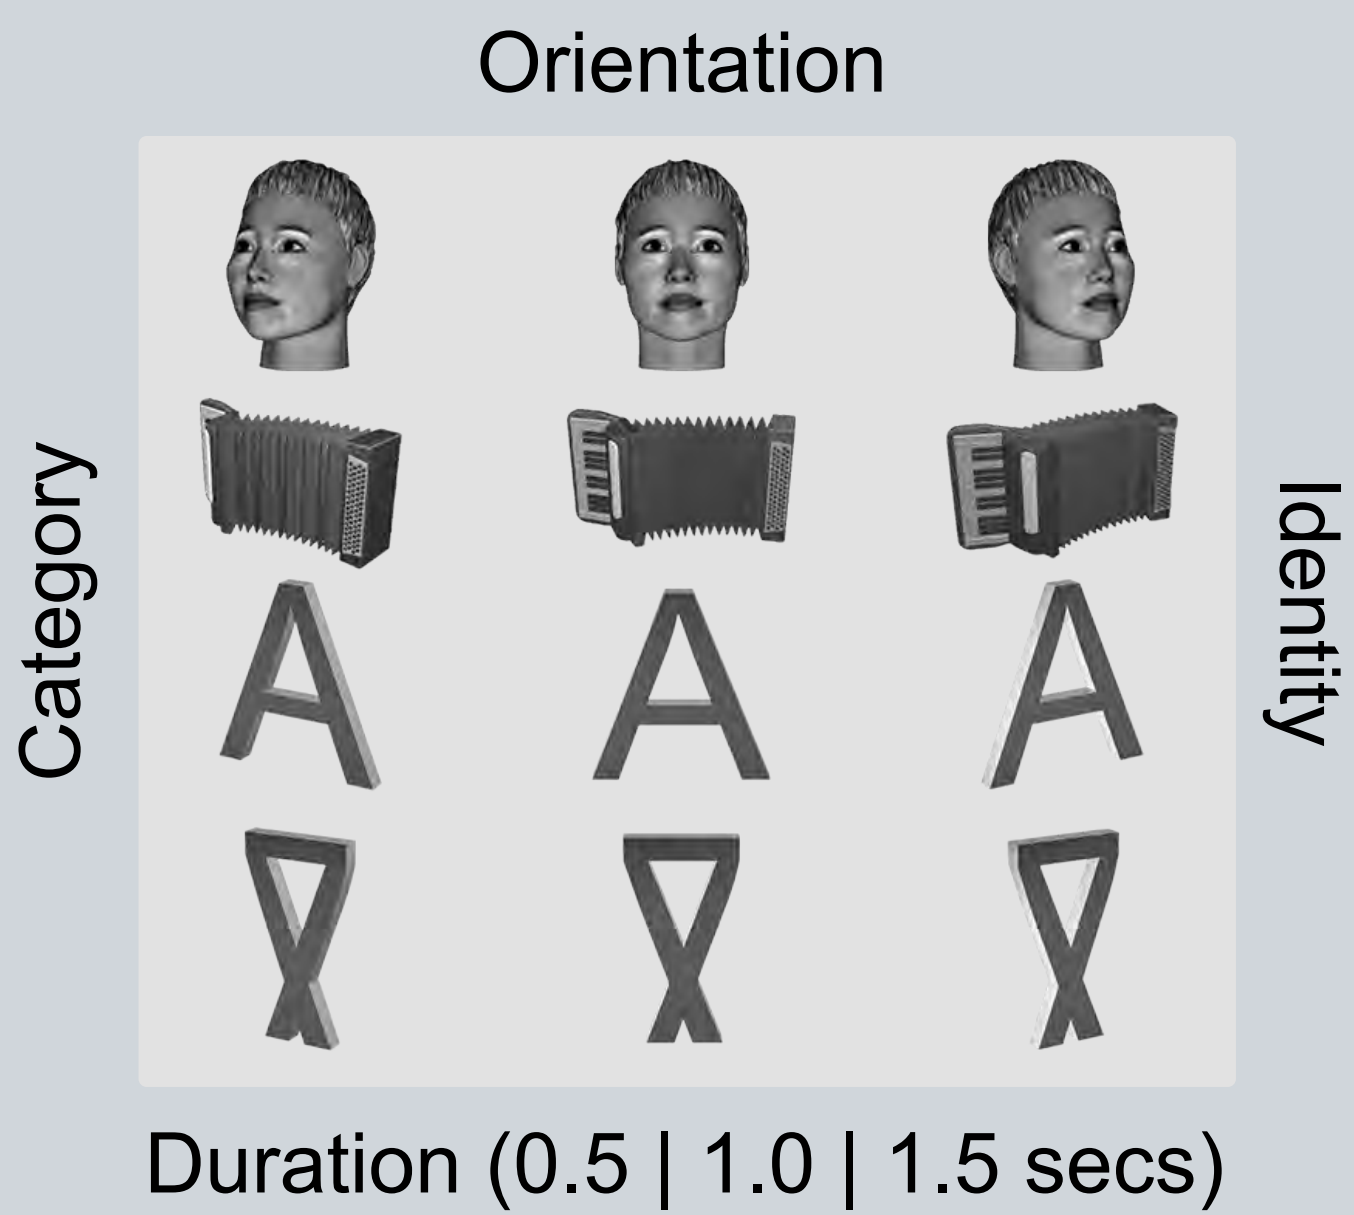 Orientation
Category
Identity
A A A
Duration (0.5 | 1.0 | 1.5 secs)